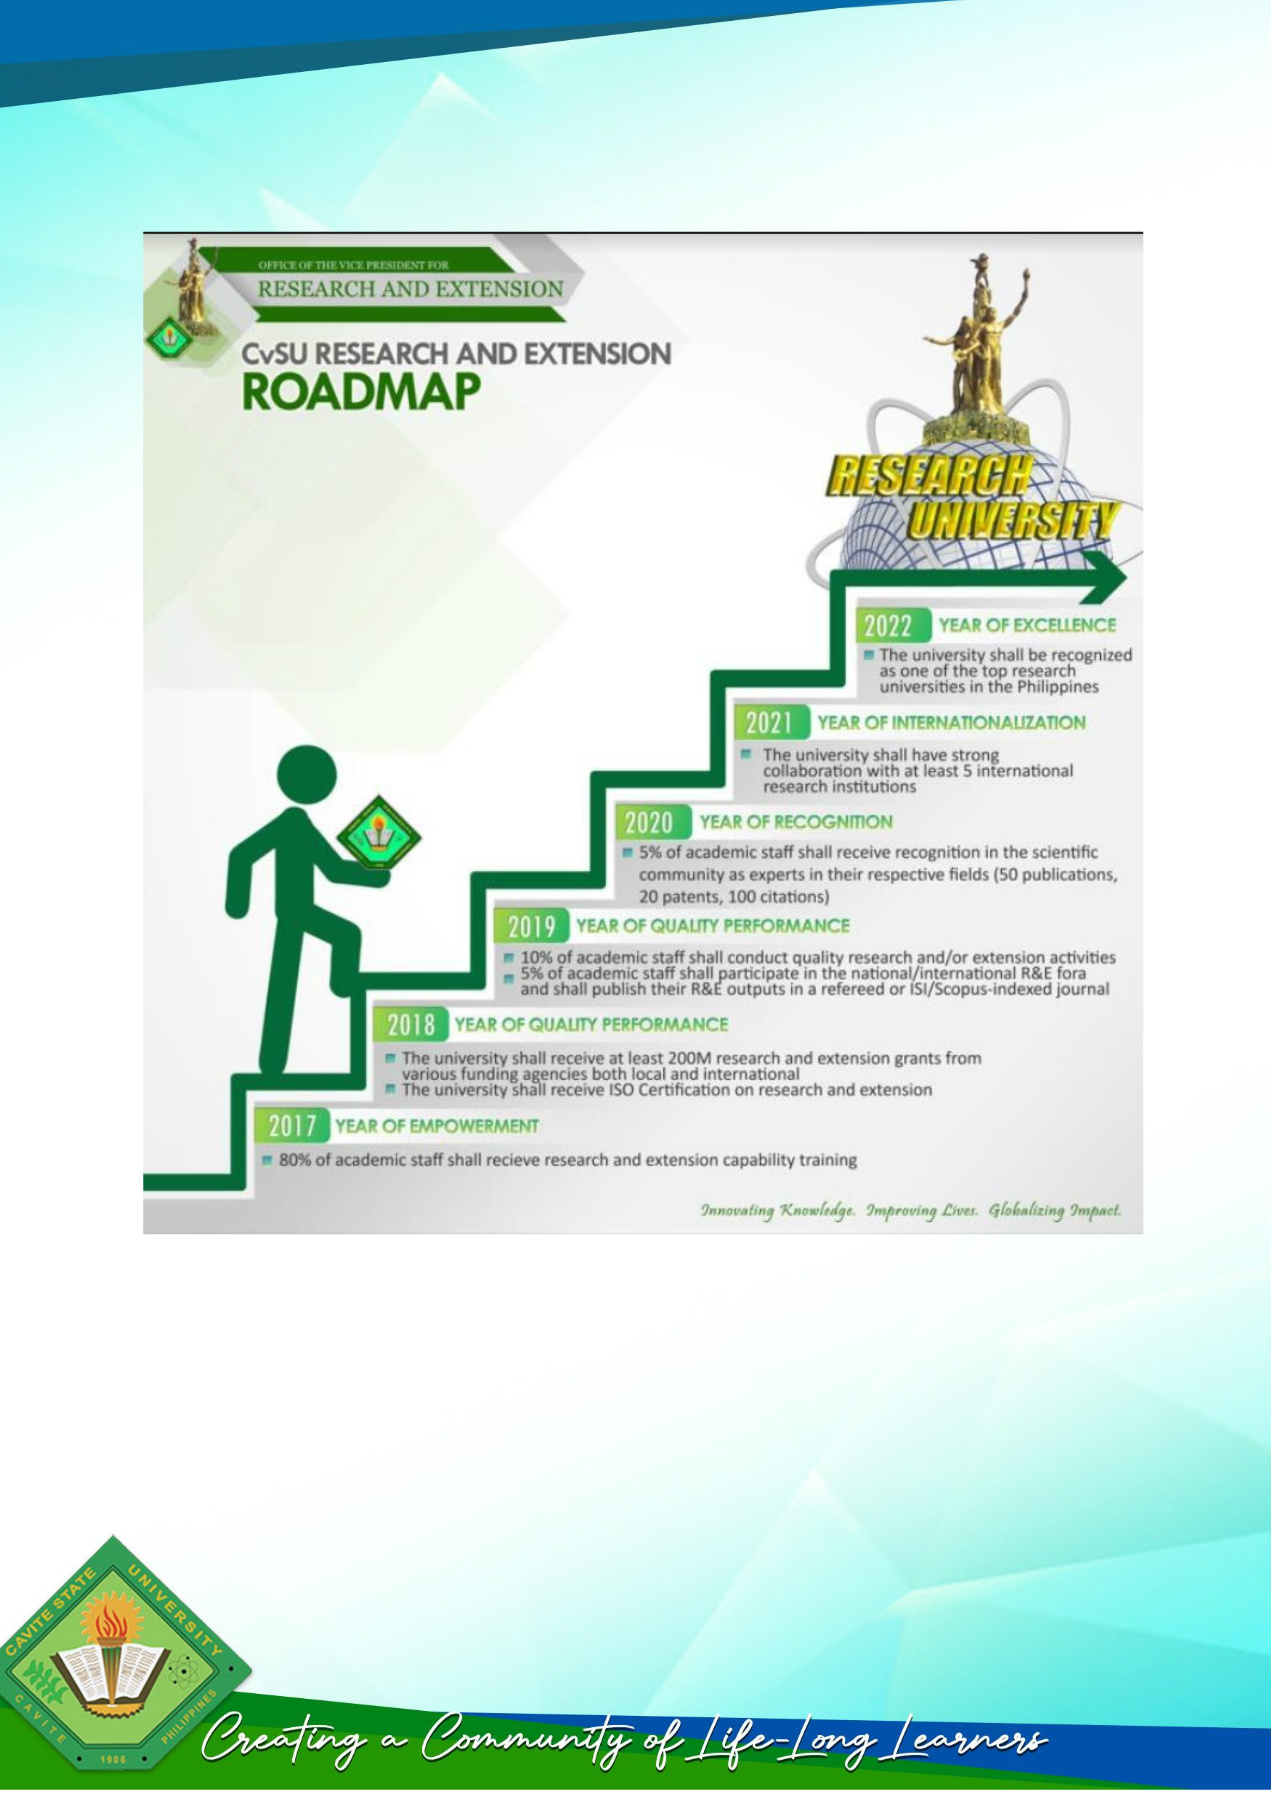 OFFICE OF THE VICE PRESIDENT FOR
RESEARCH AND EXTENSION
CvSU RESEARCH AND EXTENSION
ROADMAP
RESEARCH
UNIVERSITY
2022 YEAR OF EXCELLENCE
The university shall be recognized
as one of the top research
universities in the Philippines
2021 YEAR OF INTERNATIONALIZATION
The university shall have strong
collaboration with at least 5 international
research institutions
2020 YEAR OF RECOGNITION
5% of academic staff shall receive recognition in the scientific
community as experts in their respective fields (50 publications,
20 patents, 100 citations)
2019 YEAR OF QUALITY PERFORMANCE
10% of academic staff shall conduct quality research and/or extension activities
5% of academic staff shall participate in the national/international R&E fora
and shall publish their R&E outputs in a refereed or ISI/Scopus-indexed journal
2018 YEAR OF QUALITY PERFORMANCE
The university shall receive at least 200M research and extension grants from
various funding agencies both local and international
The university shall receive ISO Certification on research and extension
2017 YEAR OF EMPOWERMENT
80% of academic staff shall recieve research and extension capability training
Innovating Knowledge. Improving Lives. Globalizing Impact.
CAVITE STATE UNIVERSITY
CAVITE • 1906 • PHILIPPINES
Creating a Community of Life-Long Learners